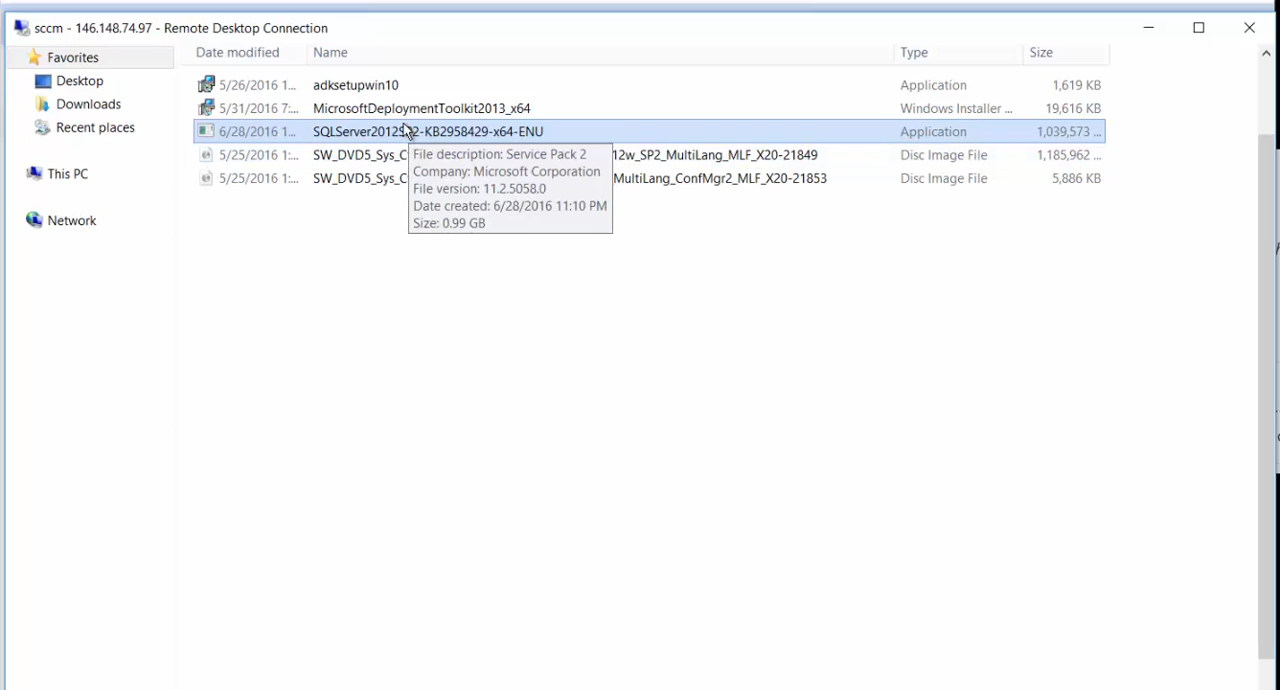 sccm - 146.148.74.97 - Remote Desktop Connection
Favorites
Desktop
Downloads
Recent places
This PC
Network
Date modified Name Type Size
5/26/2016 1... adksetupwin10 Application 1,619 KB
5/31/2016 7:... MicrosoftDeploymentToolkit2013_x64 Windows Installer ... 19,616 KB
6/28/2016 1... SQLServer2012SP2-KB2958429-x64-ENU Application 1,039,573 ...
5/25/2016 1:... SW_DVD5_Sys_C 12w_SP2_MultiLang_MLF_X20-21849 Disc Image File 1,185,962 ...
5/25/2016 1:... SW_DVD5_Sys_C MultiLang_ConfMgr2_MLF_X20-21853 Disc Image File 5,886 KB
File description: Service Pack 2
Company: Microsoft Corporation
File version: 11.2.5058.0
Date created: 6/28/2016 11:10 PM
Size: 0.99 GB